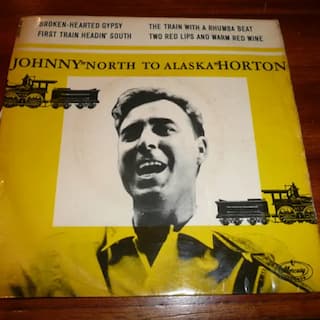 BROKEN-HEARTED GYPSY
THE TRAIN WITH A RHUMBA BEAT
FIRST TRAIN HEADIN' SOUTH
TWO RED LIPS AND WARM RED WINE
JOHNNY "NORTH TO ALASKA" HORTON
Mercury